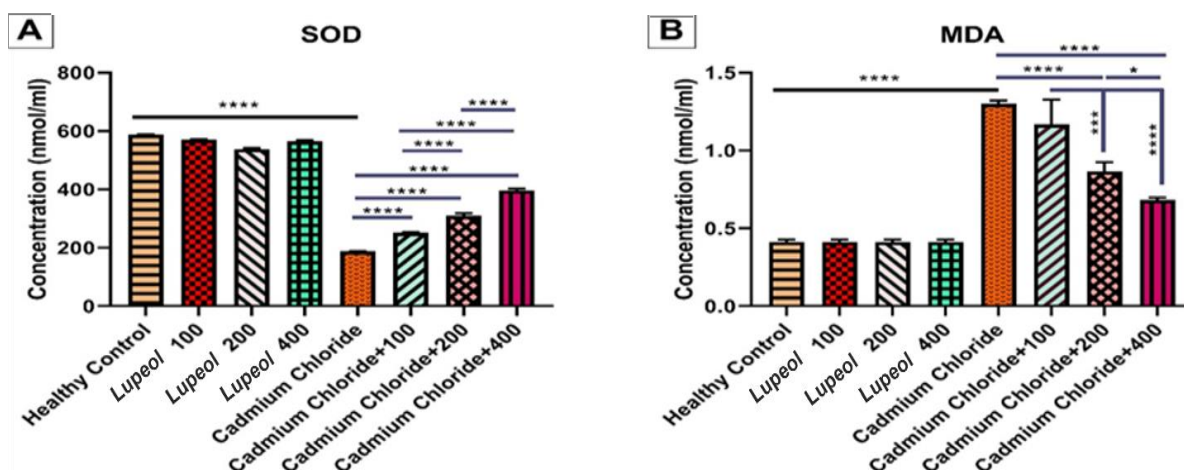 A
SOD
Concentration (nmol/ml)
800
600
400
200
0
****
****
****
****
****
****
****
Healthy Control
Lupeol 100
Lupeol 200
Lupeol 400
Cadmium Chloride
Cadmium Chloride+100
Cadmium Chloride+200
Cadmium Chloride+400
B
MDA
Concentration (nmol/ml)
1.5
1.0
0.5
0.0
****
****
****
*
***
****
Healthy Control
Lupeol 100
Lupeol 200
Lupeol 400
Cadmium Chloride
Cadmium Chloride+100
Cadmium Chloride+200
Cadmium Chloride+400